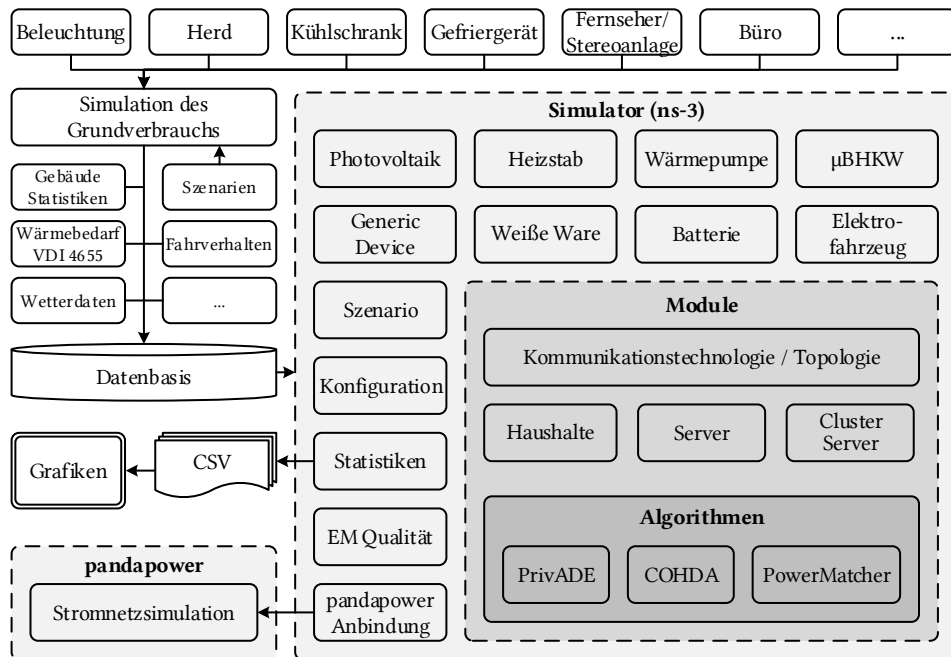 Beleuchtung
Herd
Kühlschrank
Gefriergerät
Fernseher/
Stereoanlage
Büro
...
Simulation des
Grundverbrauchs
Gebäude
Statistiken
Szenarien
Wärmebedarf
VDI 4655
Fahrverhalten
Wetterdaten
...
Datenbasis
Grafiken
CSV
pandapower
Stromnetzsimulation
Simulator (ns-3)
Photovoltaik
Heizstab
Wärmepumpe
µBHKW
Generic
Device
Weiße Ware
Batterie
Elektro-
fahrzeug
Szenario
Konfiguration
Statistiken
EM Qualität
pandapower
Anbindung
Module
Kommunikationstechnologie / Topologie
Haushalte
Server
Cluster
Server
Algorithmen
PrivADE
COHDA
PowerMatcher